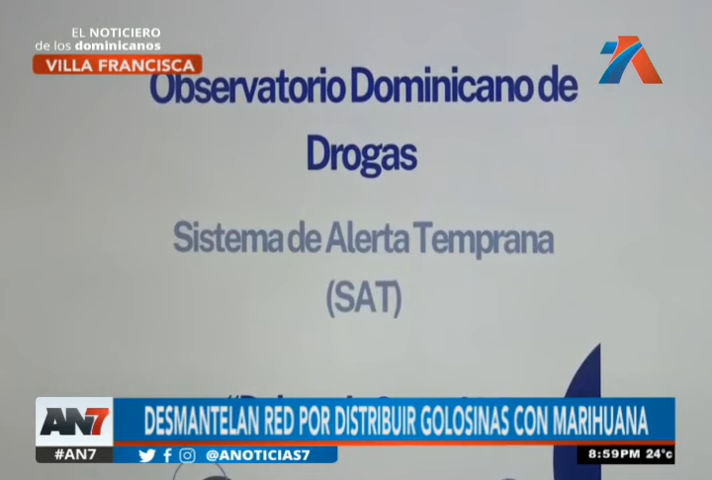 EL NOTICIERO
de los dominicanos
VILLA FRANCISCA
Observatorio Dominicano de
Drogas
Sistema de Alerta Temprana
(SAT)
AN7
DESMANTELAN RED POR DISTRIBUIR GOLOSINAS CON MARIHUANA
#AN7
@ANOTICIAS7
8:59PM 24°c